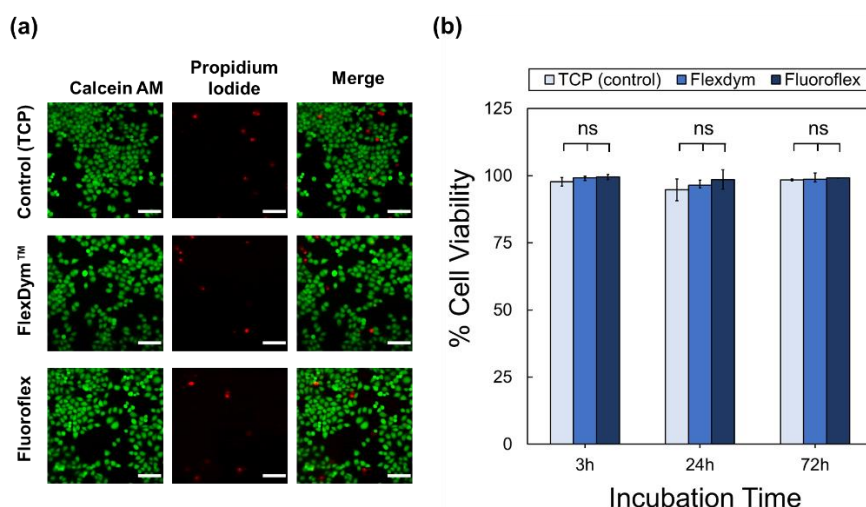 (a)
Calcein AM
Propidium
Iodide
Merge
Control (TCP)
FlexDym™
Fluoroflex
(b)
TCP (control) Flexdym Fluoroflex
125
100
75
50
25
0
% Cell Viability
ns ns ns
3h 24h 72h
Incubation Time